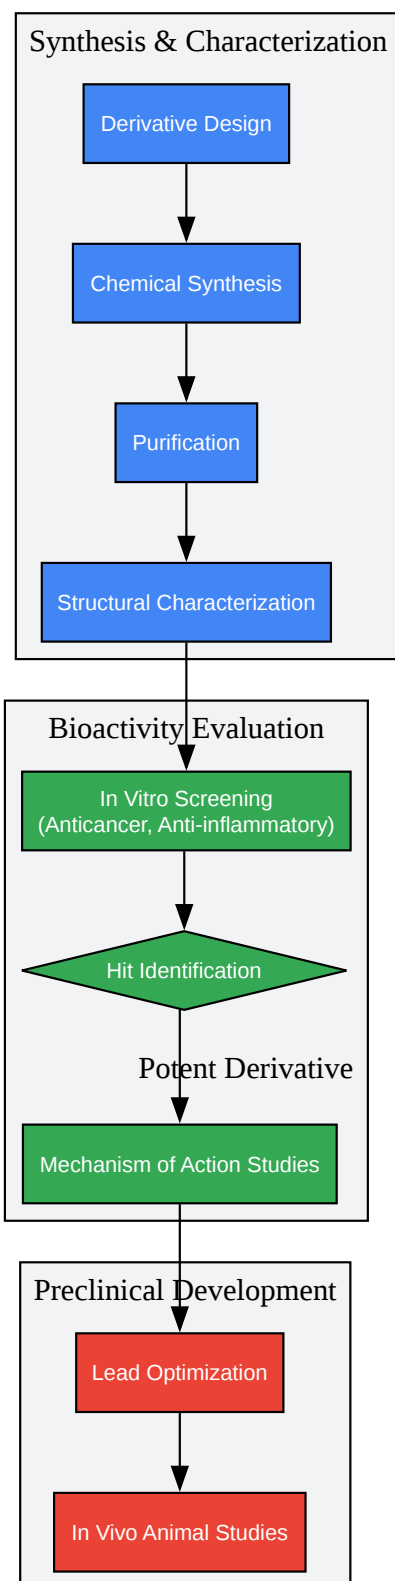 Synthesis & Characterization
Derivative Design
Chemical Synthesis
Purification
Structural Characterization
Bioactivity Evaluation
In Vitro Screening
(Anticancer, Anti-inflammatory)
Hit Identification
Potent Derivative
Mechanism of Action Studies
Preclinical Development
Lead Optimization
In Vivo Animal Studies